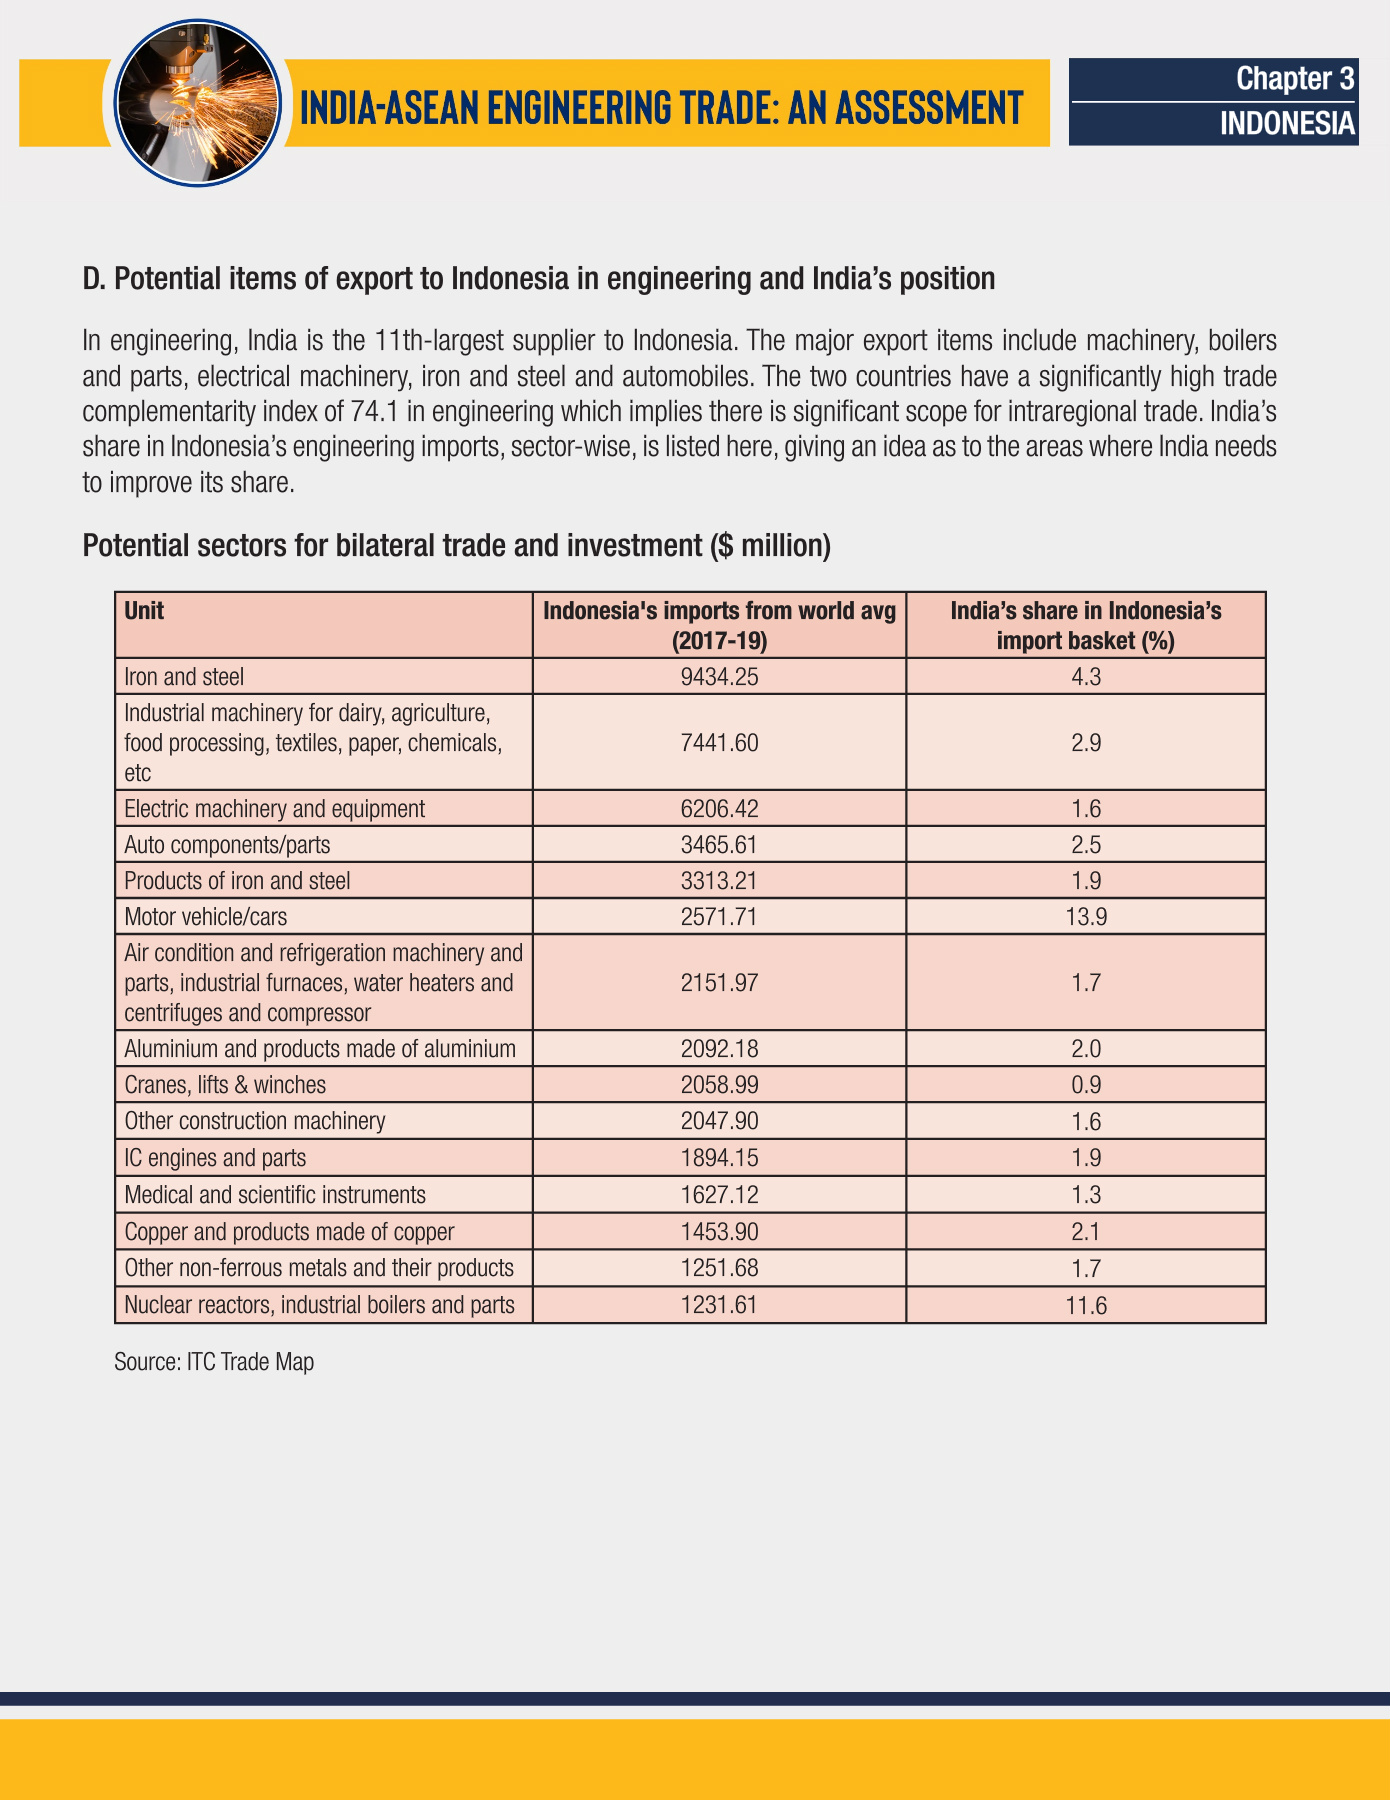 INDIA-ASEAN ENGINEERING TRADE: AN ASSESSMENT
Chapter 3
INDONESIA
D. Potential items of export to Indonesia in engineering and India’s position
In engineering, India is the 11th-largest supplier to Indonesia. The major export items include machinery, boilers
and parts, electrical machinery, iron and steel and automobiles. The two countries have a significantly high trade
complementarity index of 74.1 in engineering which implies there is significant scope for intraregional trade. India’s
share in Indonesia’s engineering imports, sector-wise, is listed here, giving an idea as to the areas where India needs
to improve its share.
Potential sectors for bilateral trade and investment ($ million)
Unit
Indonesia's imports from world avg
(2017-19)
India’s share in Indonesia’s
import basket (%)
Iron and steel 9434.25 4.3
Industrial machinery for dairy, agriculture,
food processing, textiles, paper, chemicals,
etc
7441.60 2.9
Electric machinery and equipment 6206.42 1.6
Auto components/parts 3465.61 2.5
Products of iron and steel 3313.21 1.9
Motor vehicle/cars 2571.71 13.9
Air condition and refrigeration machinery and
parts, industrial furnaces, water heaters and
centrifuges and compressor
2151.97 1.7
Aluminium and products made of aluminium 2092.18 2.0
Cranes, lifts & winches 2058.99 0.9
Other construction machinery 2047.90 1.6
IC engines and parts 1894.15 1.9
Medical and scientific instruments 1627.12 1.3
Copper and products made of copper 1453.90 2.1
Other non-ferrous metals and their products 1251.68 1.7
Nuclear reactors, industrial boilers and parts 1231.61 11.6
Source: ITC Trade Map